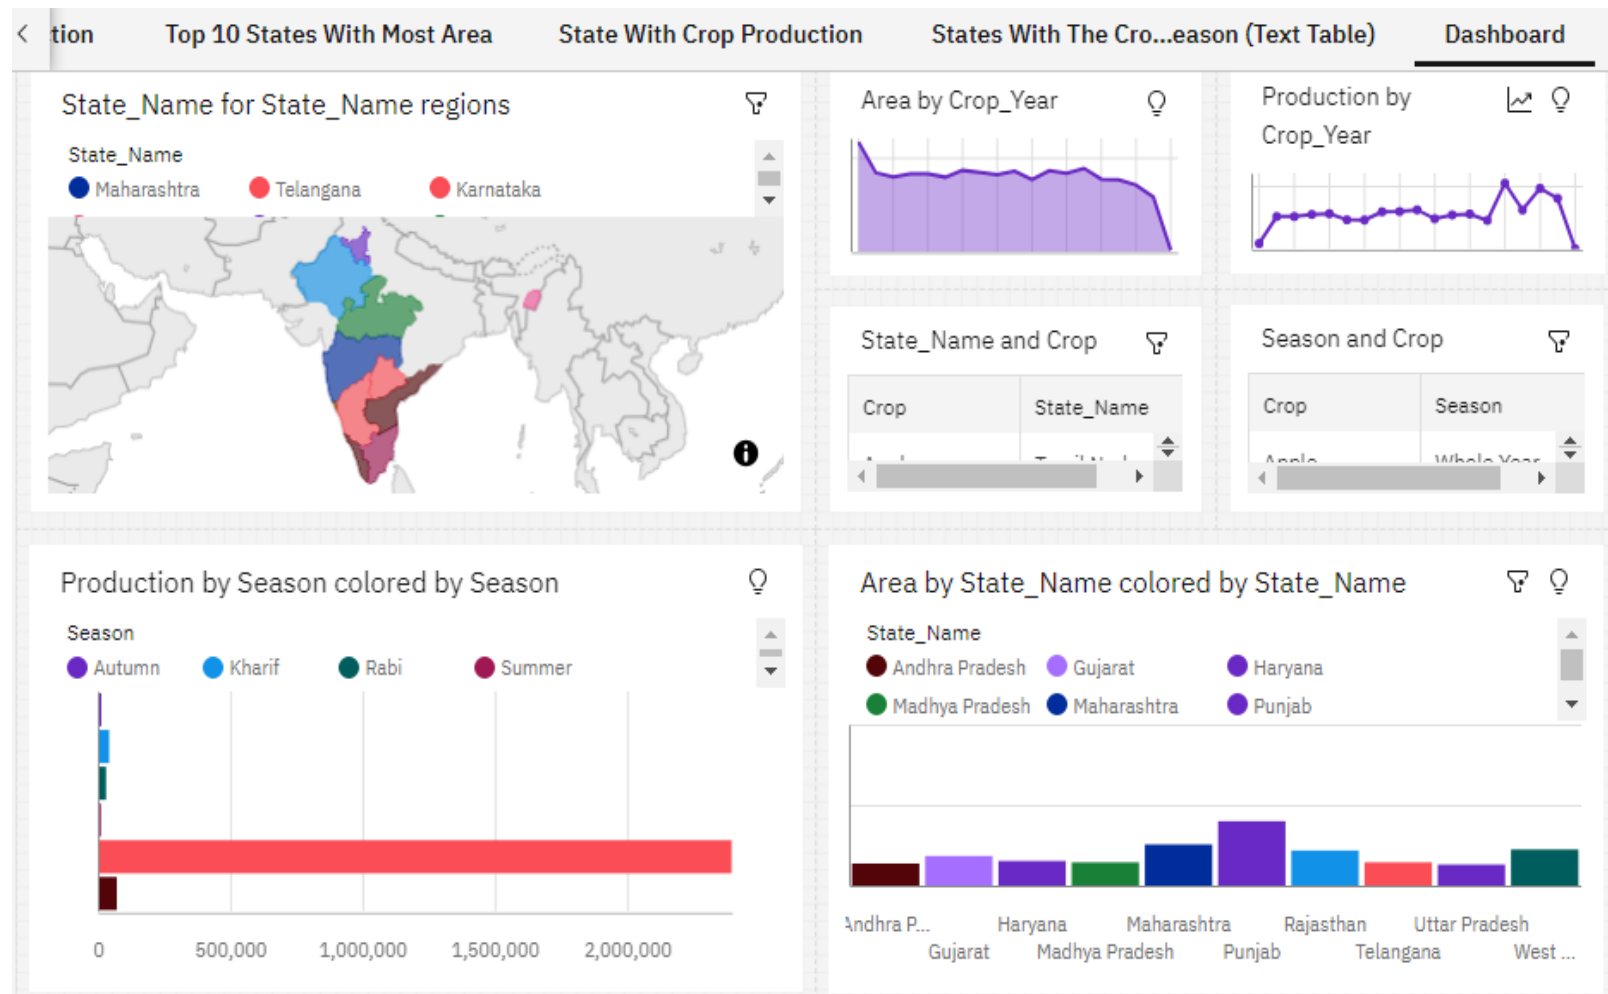 tion Top 10 States With Most Area State With Crop Production States With The Cro...eason (Text Table) Dashboard
State_Name for State_Name regions
State_Name
Maharashtra Telangana Karnataka
Area by Crop_Year
Production by
Crop_Year
State_Name and Crop
Crop State_Name
Season and Crop
Crop Season
Apple Whole Year
Production by Season colored by Season
Season
Autumn Kharif Rabi Summer
0 500,000 1,000,000 1,500,000 2,000,000
Area by State_Name colored by State_Name
State_Name
Andhra Pradesh Gujarat Haryana
Madhya Pradesh Maharashtra Punjab
Andhra P... Haryana Maharashtra Rajasthan Uttar Pradesh
Gujarat Madhya Pradesh Punjab Telangana West ...